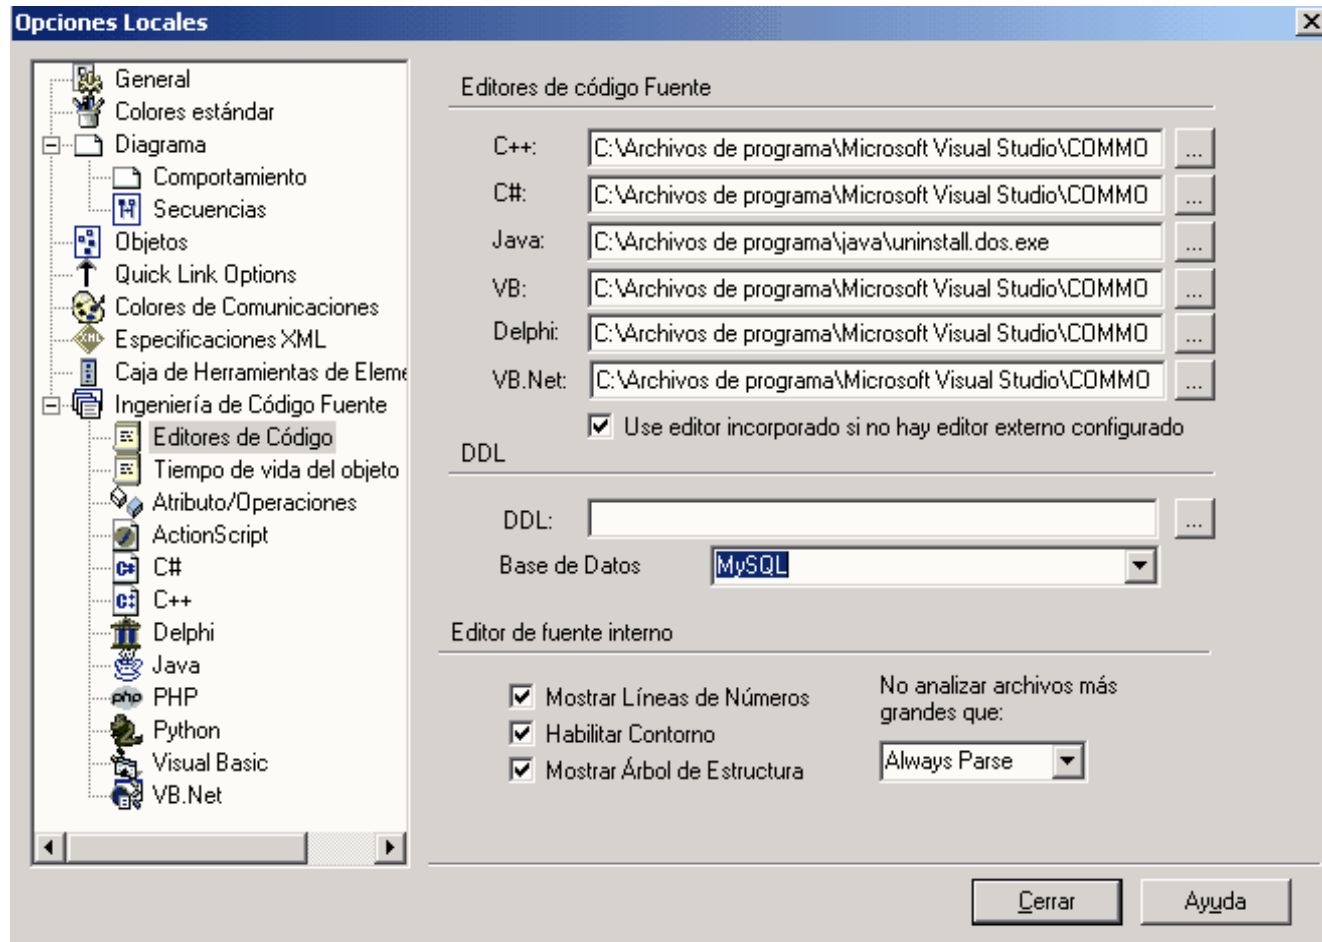 Opciones Locales
General
Colores estándar
Diagrama
Comportamiento
Secuencias
Objetos
Quick Link Options
Colores de Comunicaciones
Especificaciones XML
Caja de Herramientas de Eleme
Ingeniería de Código Fuente
Editores de Código
Tiempo de vida del objeto
Atributo/Operaciones
ActionScript
C#
C++
Delphi
Java
PHP
Python
Visual Basic
VB.Net
Editores de código Fuente
C++: C:\Archivos de programa\Microsoft Visual Studio\COMMO ...
C#: C:\Archivos de programa\Microsoft Visual Studio\COMMO ...
Java: C:\Archivos de programa\java\uninstall.dos.exe ...
VB: C:\Archivos de programa\Microsoft Visual Studio\COMMO ...
Delphi: C:\Archivos de programa\Microsoft Visual Studio\COMMO ...
VB.Net: C:\Archivos de programa\Microsoft Visual Studio\COMMO ...
Use editor incorporado si no hay editor externo configurado
DDL
DDL: ...
Base de Datos MySQL
Editor de fuente interno
Mostrar Líneas de Números
Habilitar Contorno
Mostrar Árbol de Estructura
No analizar archivos más
grandes que:
Always Parse
Cerrar Ayuda